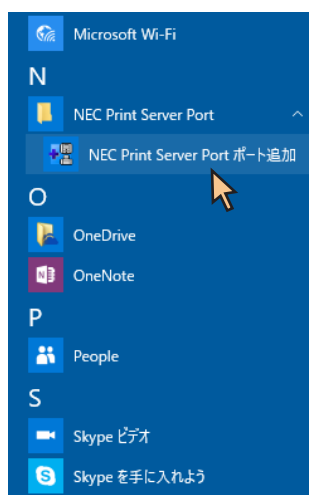 Microsoft Wi-Fi
N
NEC Print Server Port
NEC Print Server Port ポート追加
O
OneDrive
OneNote
P
People
S
Skype ビデオ
Skype を手に入れよう